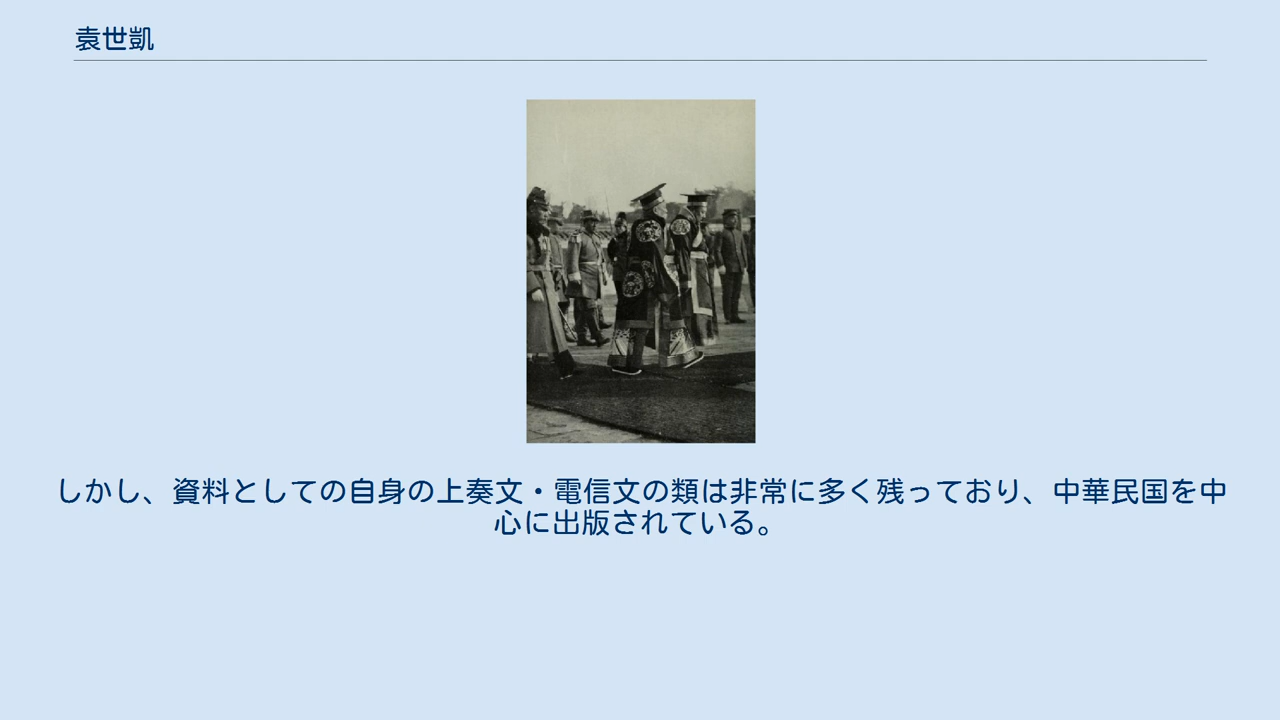 袁世凱
しかし、資料としての自身の上奏文・電信文の類は非常に多く残っており、中華民国を中
心に出版されている。